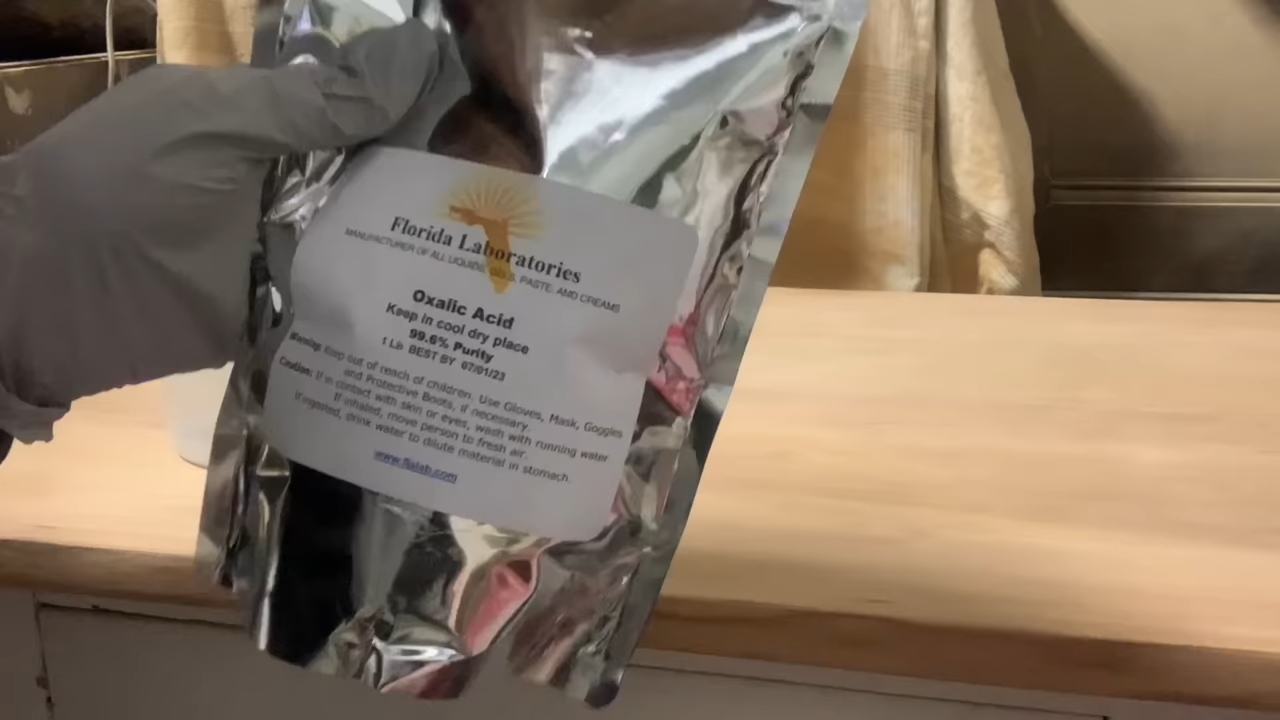 Florida Laboratories
MANUFACTURER OF ALL LIQUIDS, GELS, PASTE, AND CREAMS
Oxalic Acid
Keep in cool dry place
99.6% Purity
1 Lb BEST BY 07/01/23
Warning: Keep out of reach of children. Use Gloves, Mask, Goggles
and Protective Boots, if necessary.
Caution: If in contact with skin or eyes, wash with running water
If inhaled, move person to fresh air.
If ingested, drink water to dilute material in stomach.
www.flalab.com